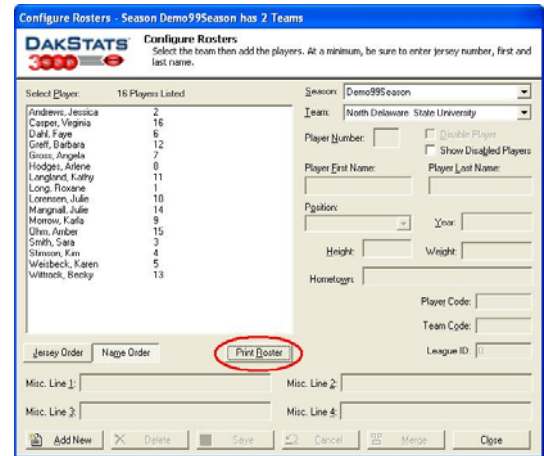 Configure Rosters - Season Demo99Season has 2 Teams
DAKSTATS
3000
Configure Rosters
Select the team then add the players. At a minimum, be sure to enter jersey number, first and
last name.
Select Player: 16 Players Listed
Season: Demo99Season
Team: North Delaware State University
Andrews, Jessica 2
Casper, Virginia 16
Dahl, Faye 6
Greff, Barbara 12
Gross, Angela 7
Hodges, Arlene 8
Langland, Kathy 11
Long, Roxane 1
Lorensen, Julie 10
Mangnall, Julie 14
Morrow, Karla 9
Ohm, Amber 15
Smith, Sara 3
Stimson, Kim 4
Weisbeck, Karen 5
Wittrock, Becky 13
Player Number:
Disable Player
Show Disabled Players
Player First Name: Player Last Name:
Position:
Year:
Height: Weight:
Hometown:
Player Code:
Team Code:
League ID: 0
Jersey Order Name Order Print Roster
Misc. Line 1: Misc. Line 2:
Misc. Line 3: Misc. Line 4:
Add New Delete Save Cancel Merge Close